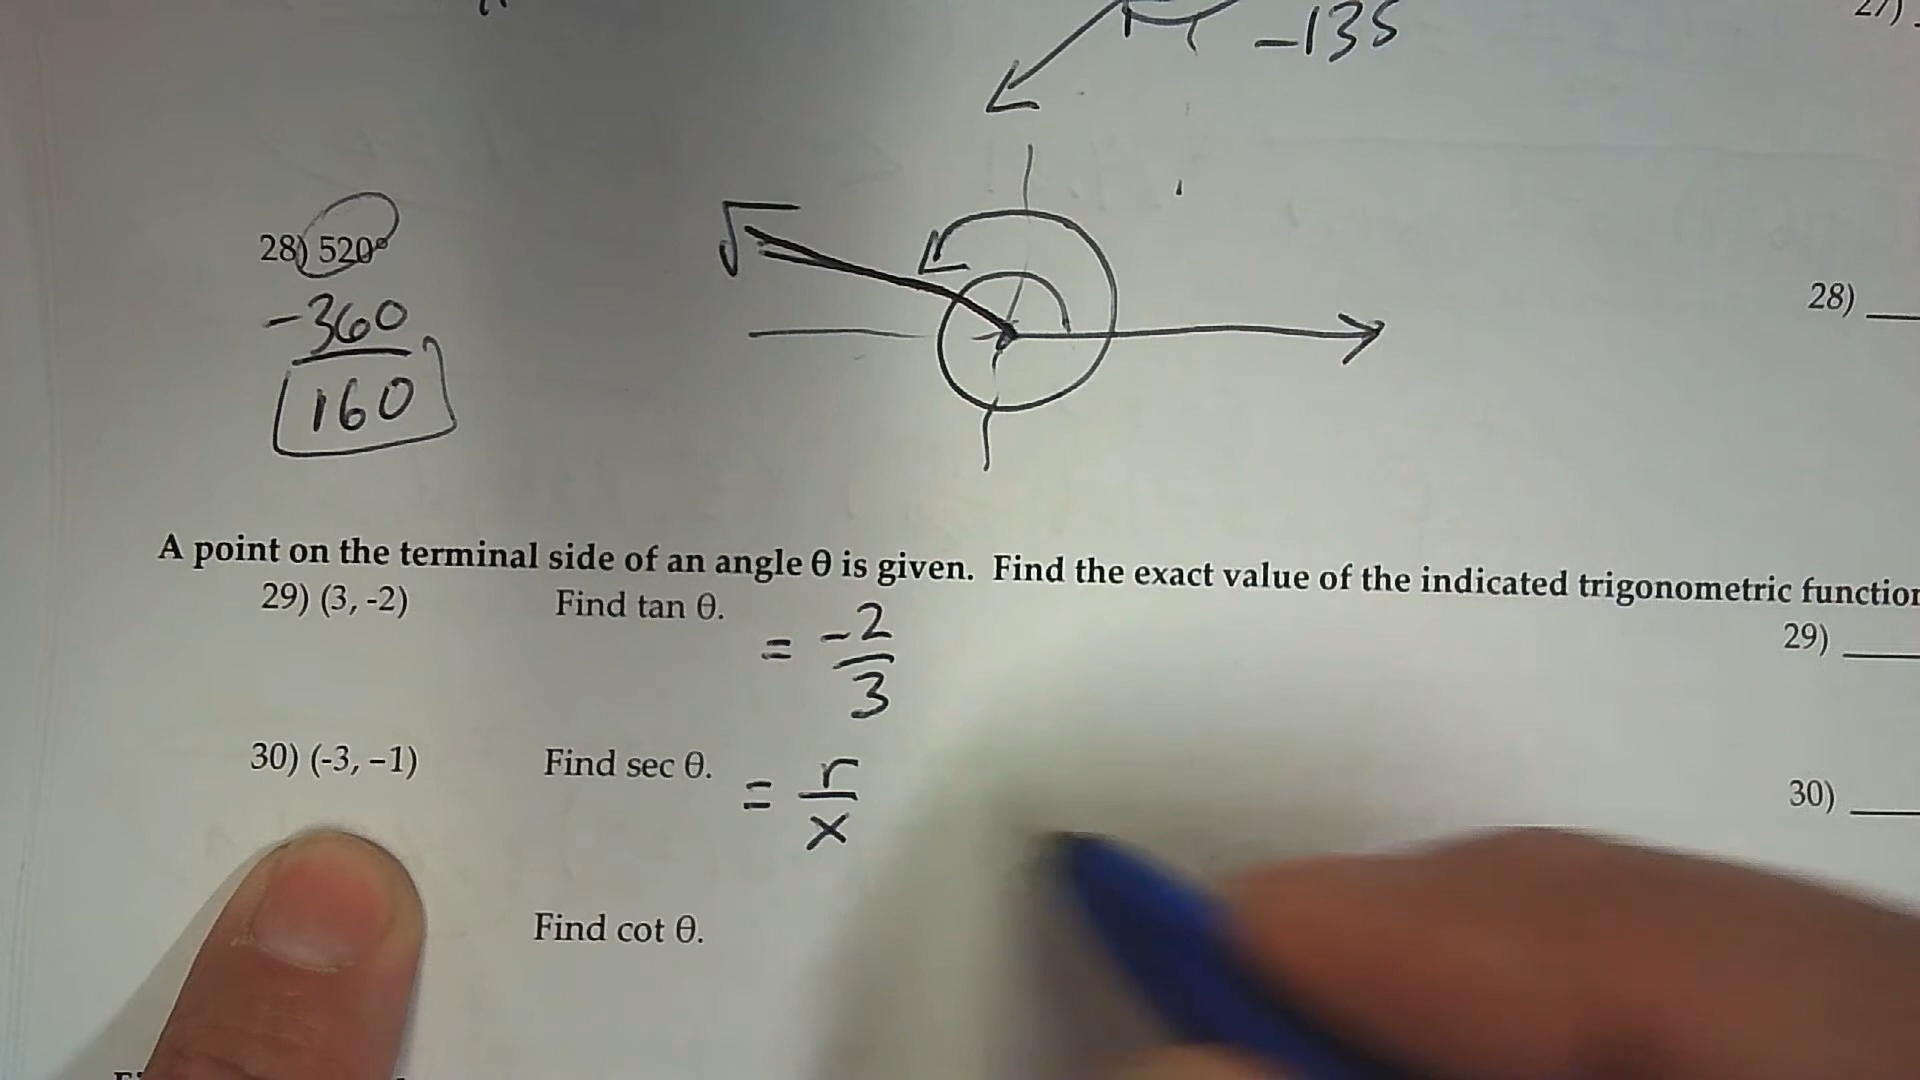 -135
28) 520°
-360
160
28)
A point on the terminal side of an angle θ is given. Find the exact value of the indicated trigonometric function
29) (3, -2) Find tan θ. = -2/3
29)
30) (-3, -1) Find sec θ. = r/x
30)
Find cot θ.